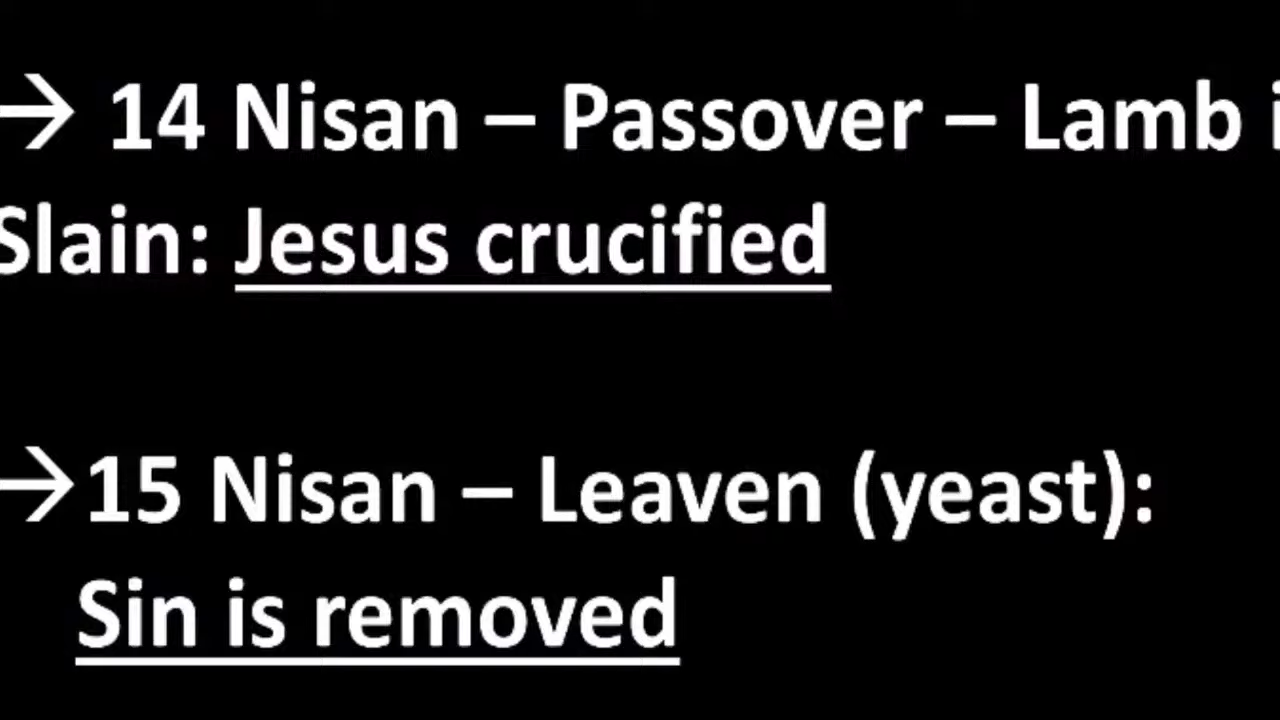 → 14 Nisan – Passover – Lamb
Slain: Jesus crucified
→15 Nisan – Leaven (yeast):
Sin is removed